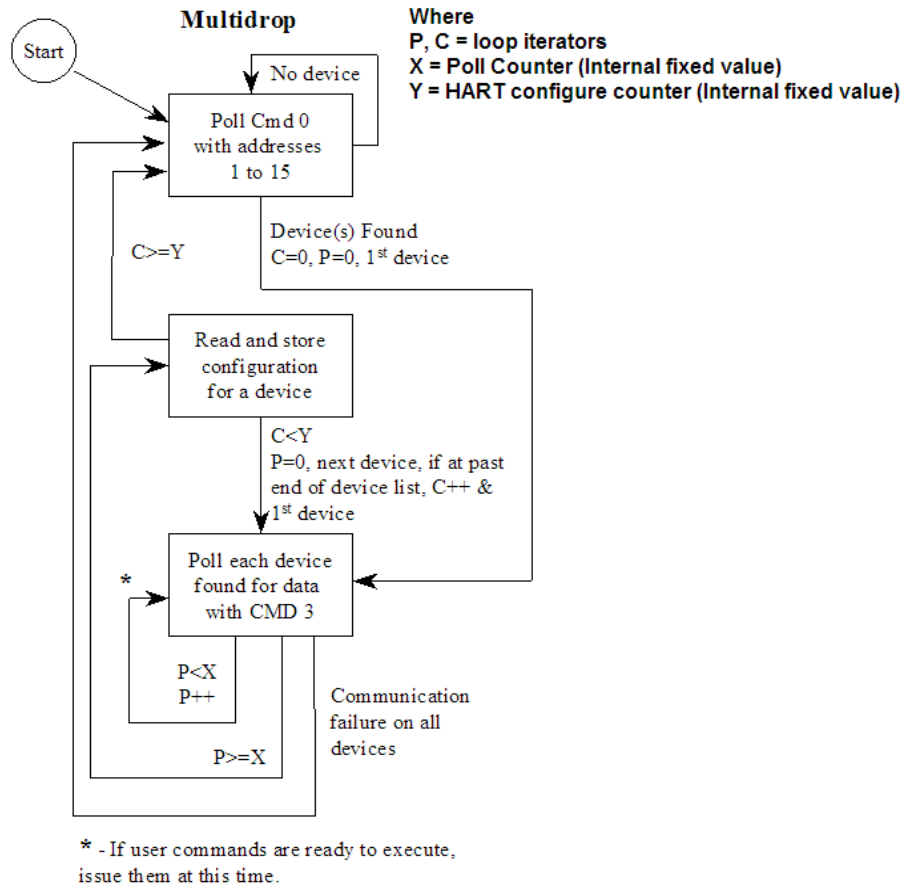 Multidrop
Where
P, C = loop iterators
X = Poll Counter (Internal fixed value)
Y = HART configure counter (Internal fixed value)
Start
No device
Poll Cmd 0
with addresses
1 to 15
Device(s) Found
C=0, P=0, 1st device
C>=Y
Read and store
configuration
for a device
C<Y
P=0, next device, if at past
end of device list, C++ &
1st device
Poll each device
found for data
with CMD 3
*
P<X
P++
P>=X
Communication
failure on all
devices
* - If user commands are ready to execute,
issue them at this time.